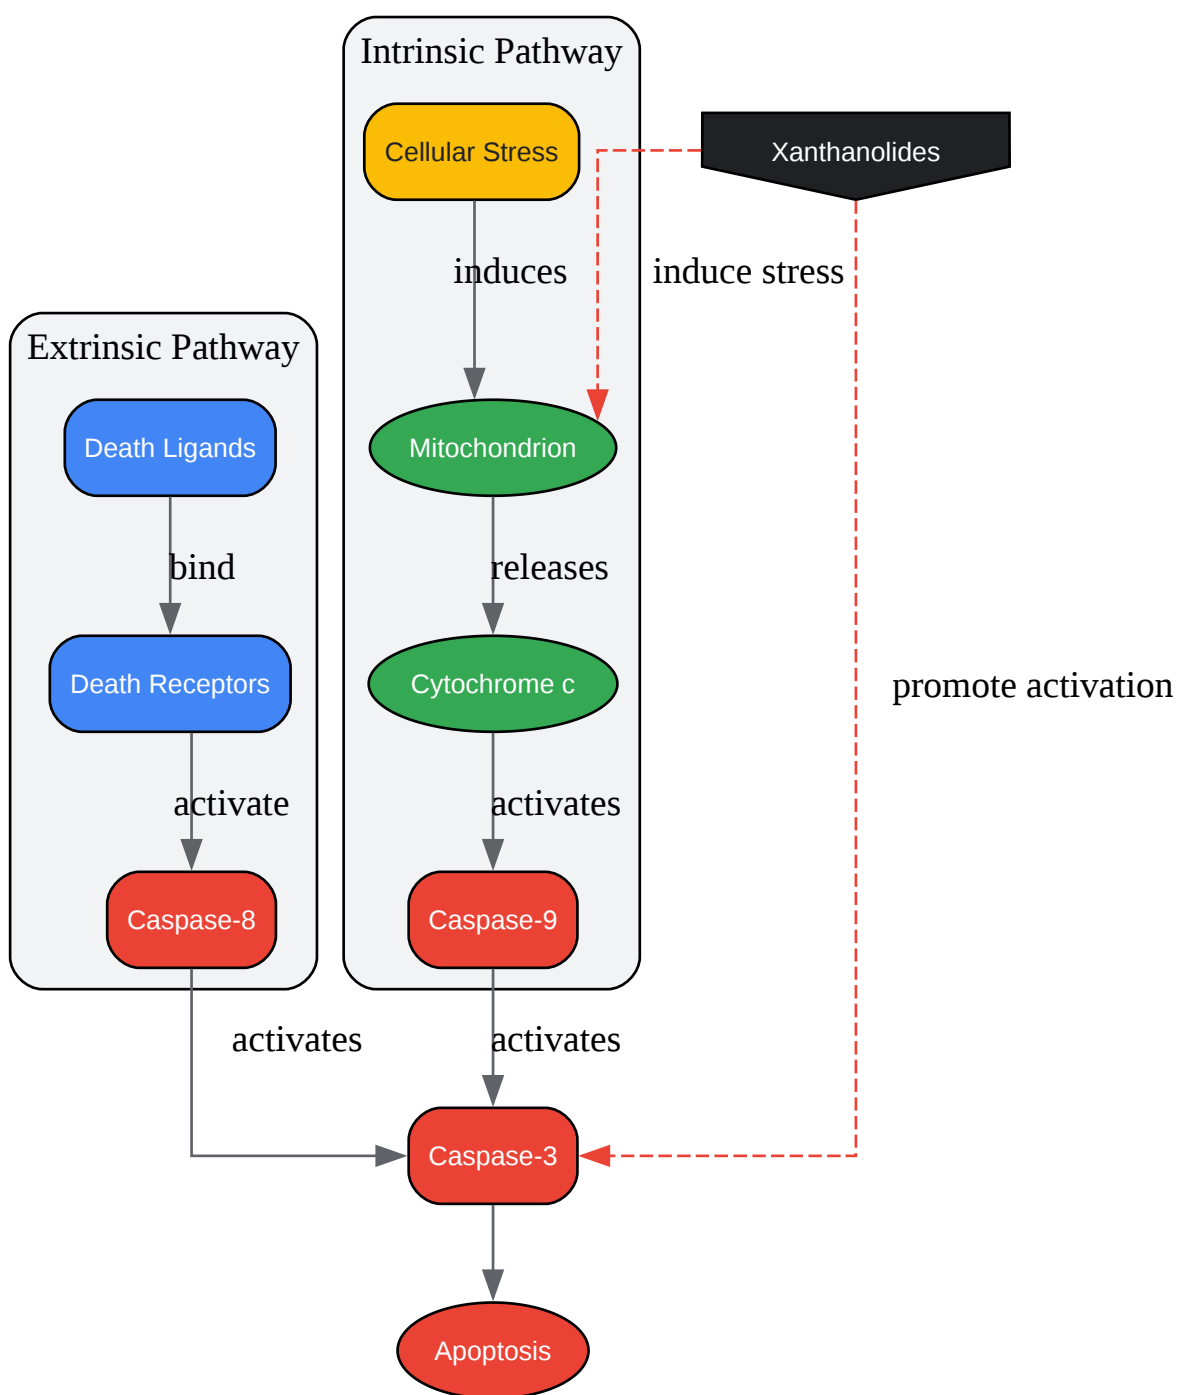 Intrinsic Pathway
Cellular Stress
Xanthanolides
induces
induce stress
Extrinsic Pathway
Death Ligands
Mitochondrion
bind
releases
Death Receptors
Cytochrome c
promote activation
activate
activates
Caspase-8
Caspase-9
activates
activates
Caspase-3
Apoptosis